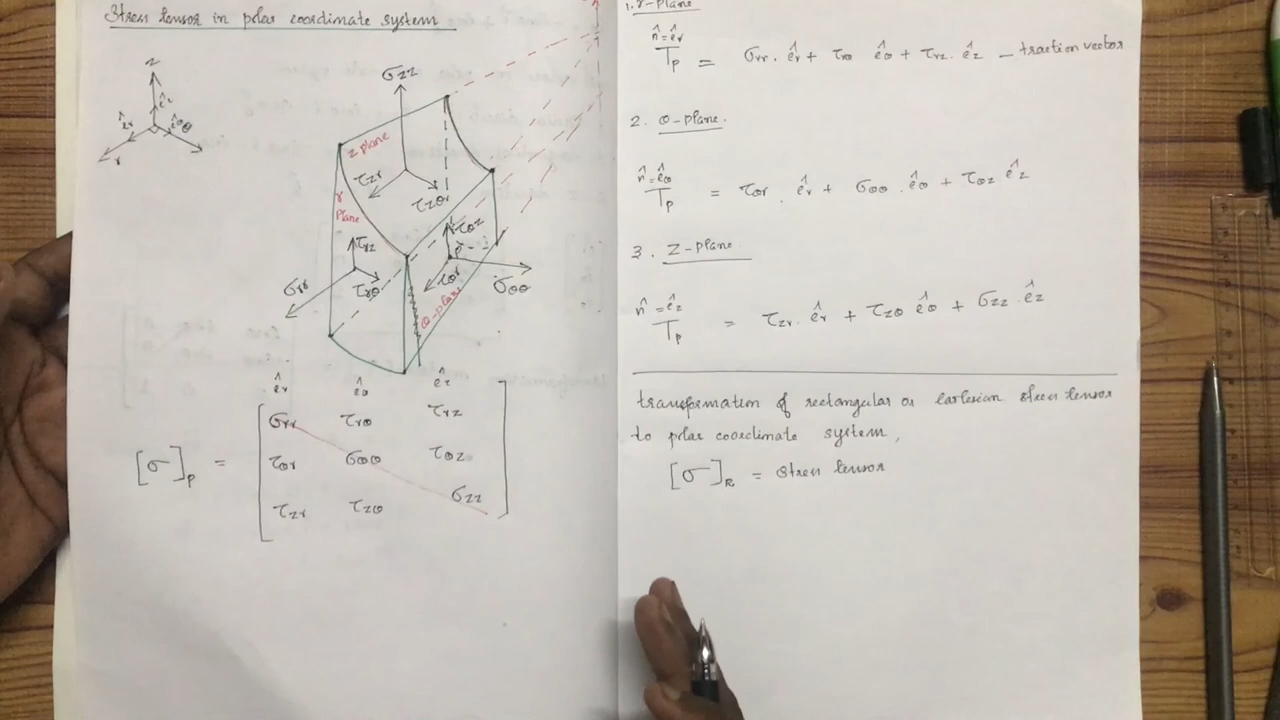 Stress tensor in polar coordinate system
z
êz
êr
êθ
θ
r
σzz
z plane
τzr
τzθ
r
plane
τrz
τθz
σrr
τrθ
τθr
σθθ
θ-plane
êr êθ êz
σrr τrθ τrz
[σ]p = τθr σθθ τθz
τzr τzθ σzz
1. r-plane
n̂=êr
Tp = σrr . êr + τrθ êθ + τrz . êz – traction vector
2. θ-plane.
n̂=êθ
Tp = τθr . êr + σθθ . êθ + τθz êz
3. z-plane.
n̂=êz
Tp = τzr . êr + τzθ êθ + σzz . êz
transformation of rectangular or cartesian stress tensor
to polar coordinate system,
[σ]R = stress tensor